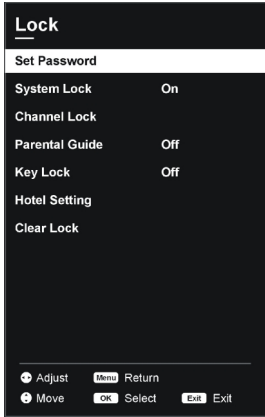 Lock
Set Password
System Lock On
Channel Lock
Parental Guide Off
Key Lock Off
Hotel Setting
Clear Lock
Adjust Menu Return
Move OK Select Exit Exit